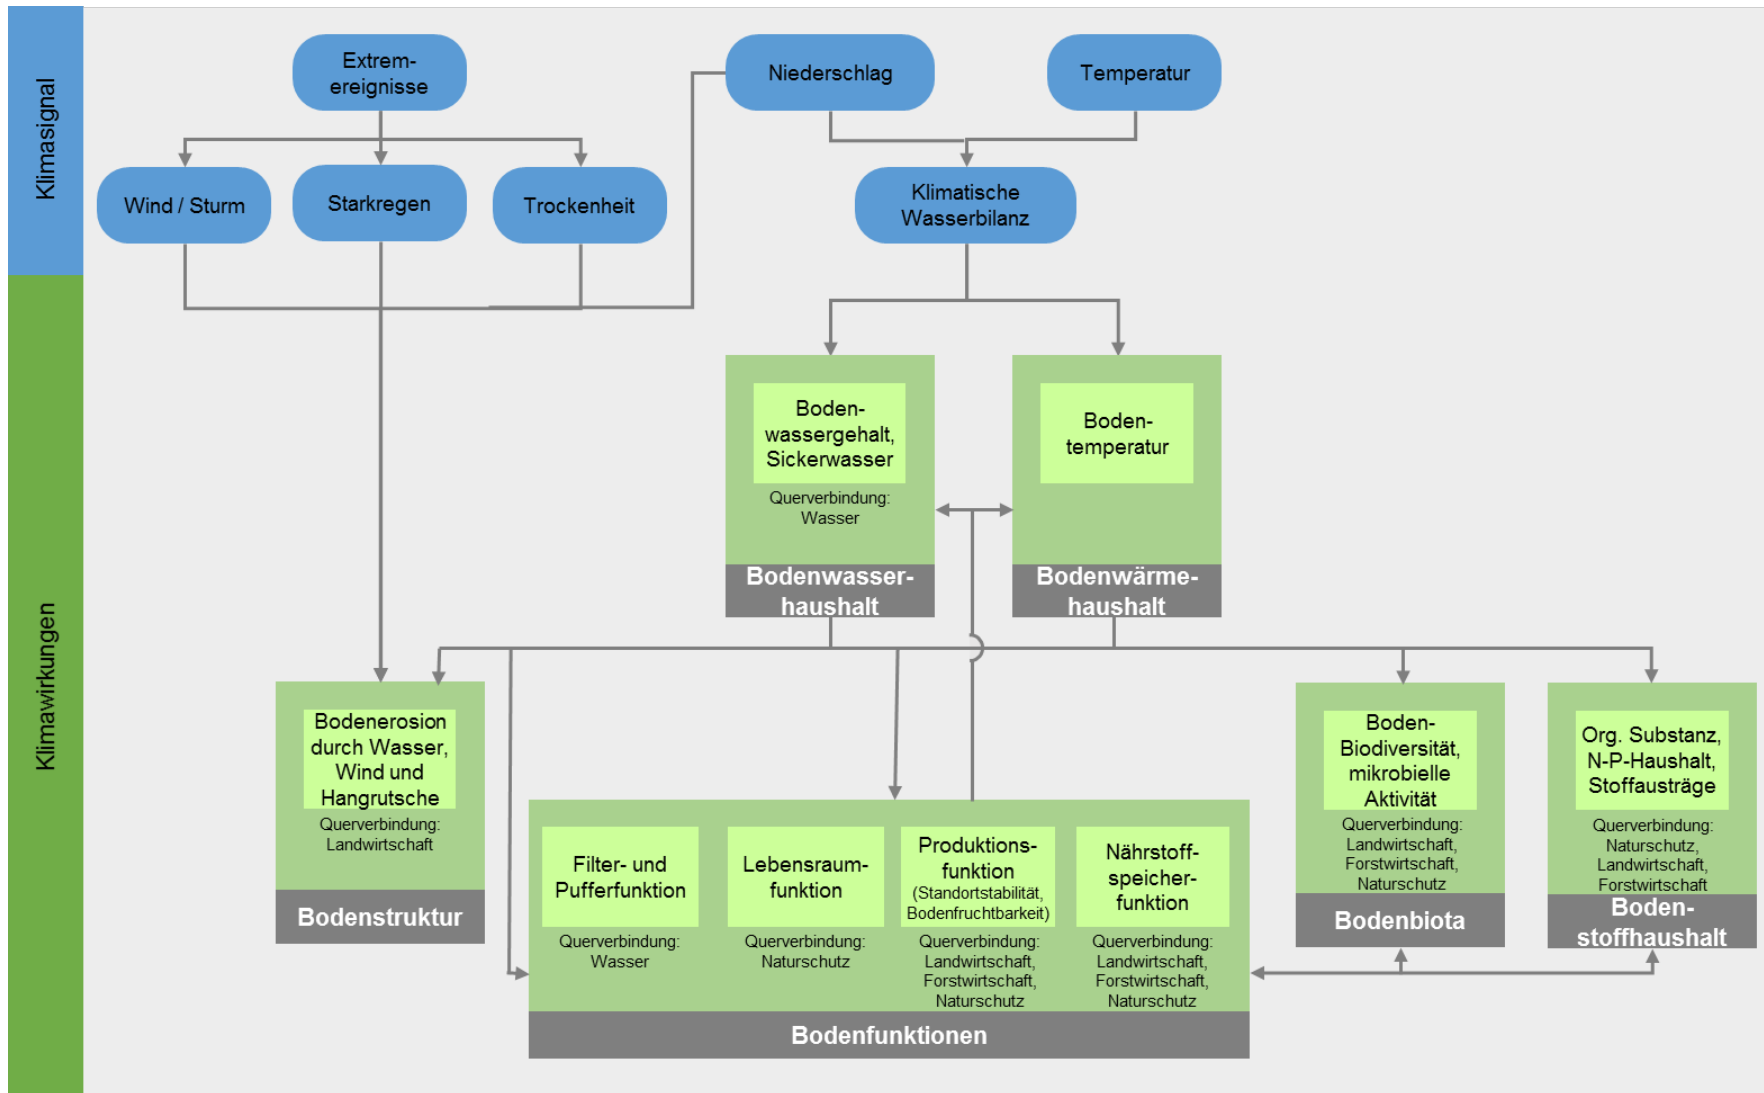 Klimasignal
Extrem-
ereignisse
Niederschlag
Temperatur
Wind / Sturm
Starkregen
Trockenheit
Klimatische
Wasserbilanz
Klimawirkungen
Boden-
wassergehalt,
Sickerwasser
Querverbindung:
Wasser
Bodenwasser-
haushalt
Boden-
temperatur
Bodenwärme-
haushalt
Bodenerosion
durch Wasser,
Wind und
Hangrutsche
Querverbindung:
Landwirtschaft
Bodenstruktur
Filter- und
Pufferfunktion
Querverbindung:
Wasser
Lebensraum-
funktion
Querverbindung:
Naturschutz
Produktions-
funktion
(Standortstabilität,
Bodenfruchtbarkeit)
Querverbindung:
Landwirtschaft,
Forstwirtschaft,
Naturschutz
Nährstoff-
speicher-
funktion
Querverbindung:
Landwirtschaft,
Forstwirtschaft,
Naturschutz
Bodenfunktionen
Boden-
Biodiversität,
mikrobielle
Aktivität
Querverbindung:
Landwirtschaft,
Forstwirtschaft,
Naturschutz
Bodenbiota
Org. Substanz,
N-P-Haushalt,
Stoffausträge
Querverbindung:
Naturschutz,
Landwirtschaft,
Forstwirtschaft
Boden-
stoffhaushalt